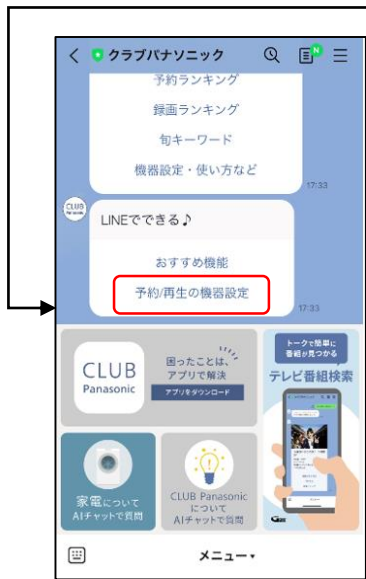 クラブパナソニック
N
予約ランキング
録画ランキング
旬キーワード
機器設定・使い方など
17:33
CLUB
Panasonic
LINEでできる♪
おすすめ機能
予約/再生の機器設定
17:33
CLUB
Panasonic
困ったことは、
アプリで解決
アプリをダウンロード
トークで簡単に
番組が見つかる
テレビ番組検索
家電について
AIチャットで質問
CLUB Panasonic
について
AIチャットで質問
メニュー▼